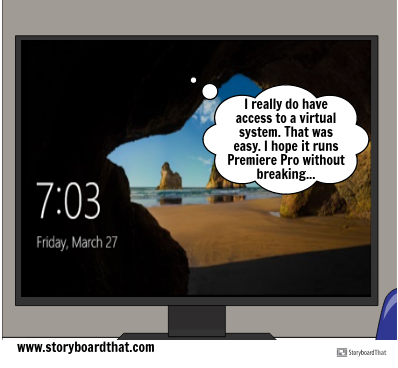 I really do have
access to a virtual
system. That was
easy. I hope it runs
Premiere Pro without
breaking...
7:03
Friday, March 27
www.storyboardthat.com
StoryboardThat